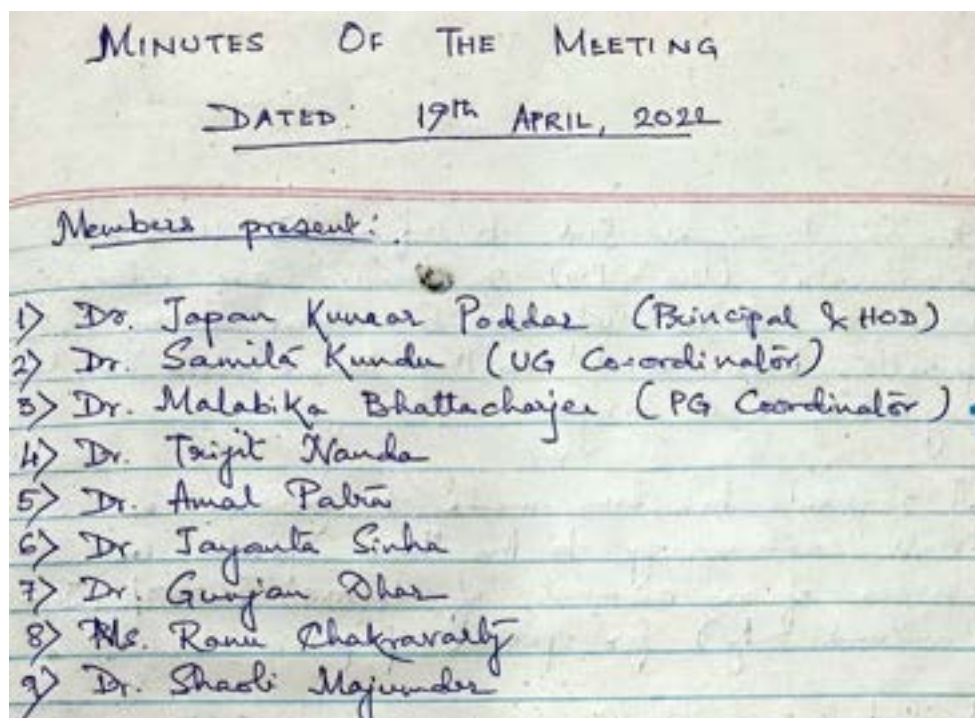 MINUTES OF THE MEETING
DATED: 19th APRIL, 2022
Members present:
1) Dr. Tapan Kumar Poddar (Principal & HOD)
2) Dr. Samita Kundu (UG Co-ordinator)
3) Dr. Malabika Bhattacharjee (PG Coordinator)
4) Dr. Trijit Nanda
5) Dr. Amal Patra
6) Dr. Jayanta Sinha
7) Dr. Gunjan Dhar
8) Ms. Ranu Chakravarty
9) Dr. Shaoli Majumder